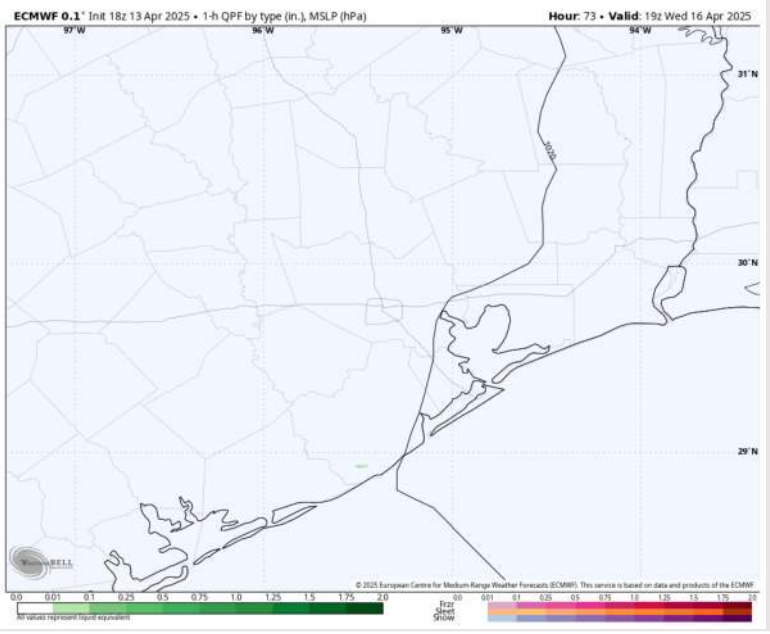 ECMWF 0.1° Init 18z 13 Apr 2025 • 1-h QPF by type (in.), MSLP (hPa)
Hour: 73 • Valid: 19z Wed 16 Apr 2025
97°W 96°W 95°W 94°W
31°N
1020
30°N
29°N
WeatherBELL
© 2025 European Centre for Medium-Range Weather Forecasts (ECMWF). This service is based on data and products of the ECMWF
0.0 0.01 0.1 0.25 0.5 0.75 1.0 1.25 1.5 1.75 2.0
All values represent liquid equivalent
0.0 0.01 0.1 0.25 0.5 0.75 1.0 1.25 1.5 1.75 2.0
Frzr
Sleet
Snow